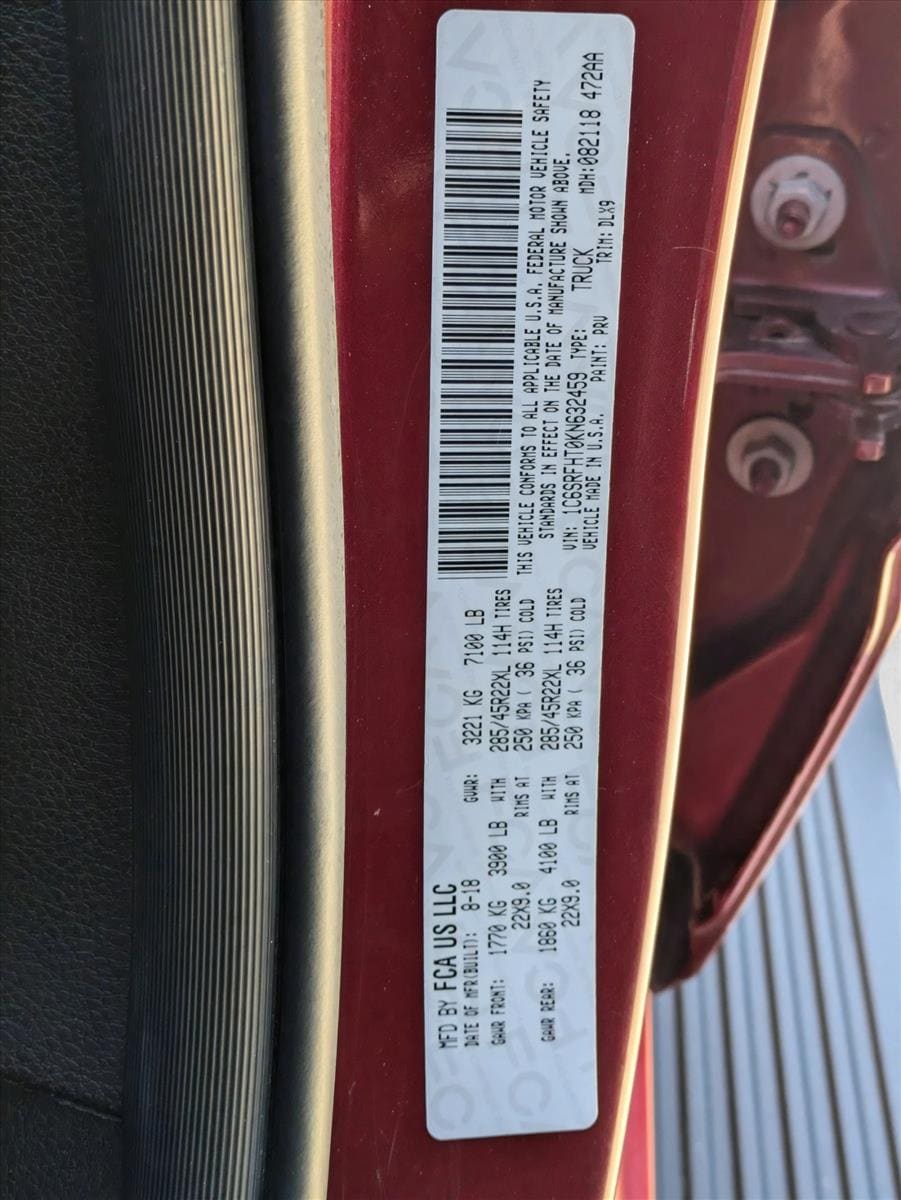 MFD BY FCA US LLC
DATE OF MFR(BUILT): 8-18 GVWR: 3221 KG 7100 LB
GAWR FRONT: 1770 KG 3900 LB WITH 285/45R22XL 114H TIRES
22X9.0 RIMS AT 250 KPA ( 36 PSI) COLD
GAWR REAR: 1860 KG 4100 LB WITH 285/45R22XL 114H TIRES
22X9.0 RIMS AT 250 KPA ( 36 PSI) COLD
THIS VEHICLE CONFORMS TO ALL APPLICABLE U.S.A. FEDERAL MOTOR VEHICLE SAFETY
STANDARDS IN EFFECT ON THE DATE OF MANUFACTURE SHOWN ABOVE.
VIN: 1C6SRFHT0KN632459 TYPE: TRUCK MDH:082118 472AA
VEHICLE MADE IN U.S.A. PAINT: PRV TRIM: DLX9